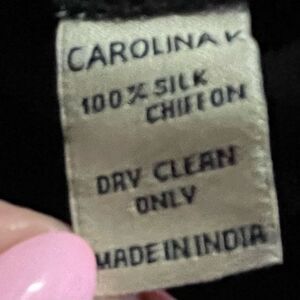 CAROLINA K
100% SILK
CHIFFON
DRY CLEAN
ONLY
MADE IN INDIA